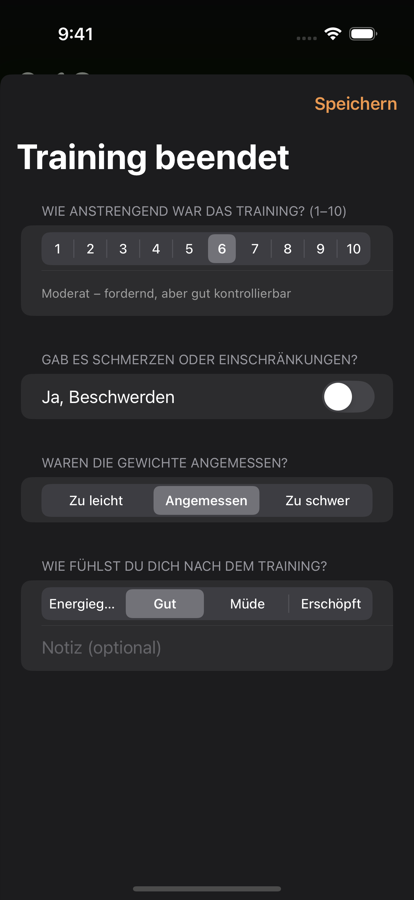 9:41
Speichern
Training beendet
WIE ANSTRENGEND WAR DAS TRAINING? (1–10)
1 2 3 4 5 6 7 8 9 10
Moderat – fordernd, aber gut kontrollierbar
GAB ES SCHMERZEN ODER EINSCHRÄNKUNGEN?
Ja, Beschwerden
WAREN DIE GEWICHTE ANGEMESSEN?
Zu leicht Angemessen Zu schwer
WIE FÜHLST DU DICH NACH DEM TRAINING?
Energieg... Gut Müde Erschöpft
Notiz (optional)